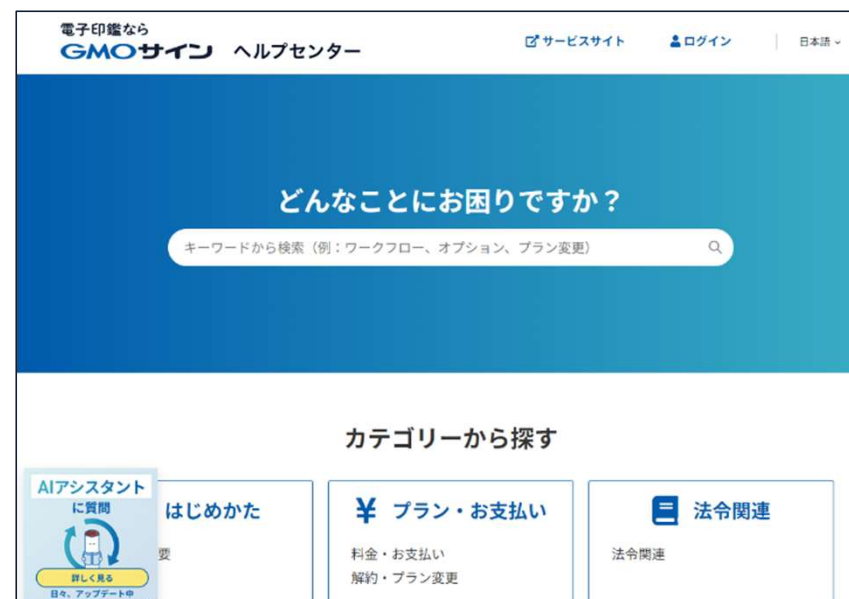 電子印鑑なら
GMOサイン ヘルプセンター
サービスサイト
ログイン
日本語
どんなことにお困りですか？
キーワードから検索（例：ワークフロー、オプション、プラン変更）
カテゴリーから探す
AIアシスタント
に質問
詳しく見る
日々、アップデート中
はじめかた
要
プラン・お支払い
料金・お支払い
解約・プラン変更
法令関連
法令関連